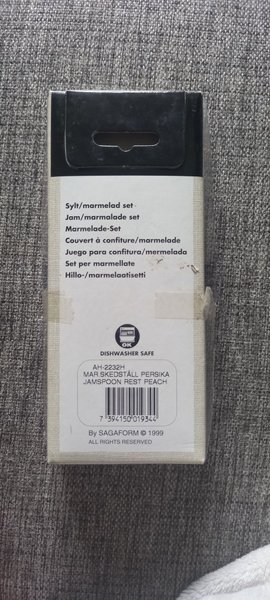 Sylt/marmelad set
Jam/marmalade set
Marmelade-Set
Couvert á confiture/marmelade
Juego para confitura/mermelada
Set per marmellate
Hillo-/marmelaatisetti
OK
DISHWASHER SAFE
AH-2232H
MAR.SKEDSTÄLL PERSIKA
JAMSPOON REST PEACH
7 394150 019344
By SAGAFORM © 1999
ALL RIGHTS RESERVED